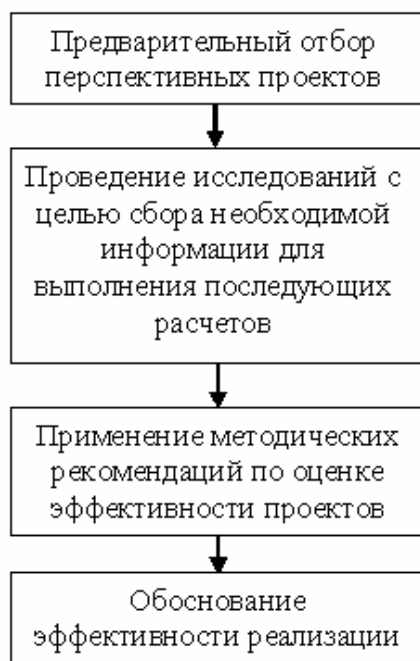 Предварительный отбор
перспективных проектов
Проведение исследований с
целью сбора необходимой
информации для
выполнения последующих
расчетов
Применение методических
рекомендаций по оценке
эффективности проектов
Обоснование
эффективности реализации